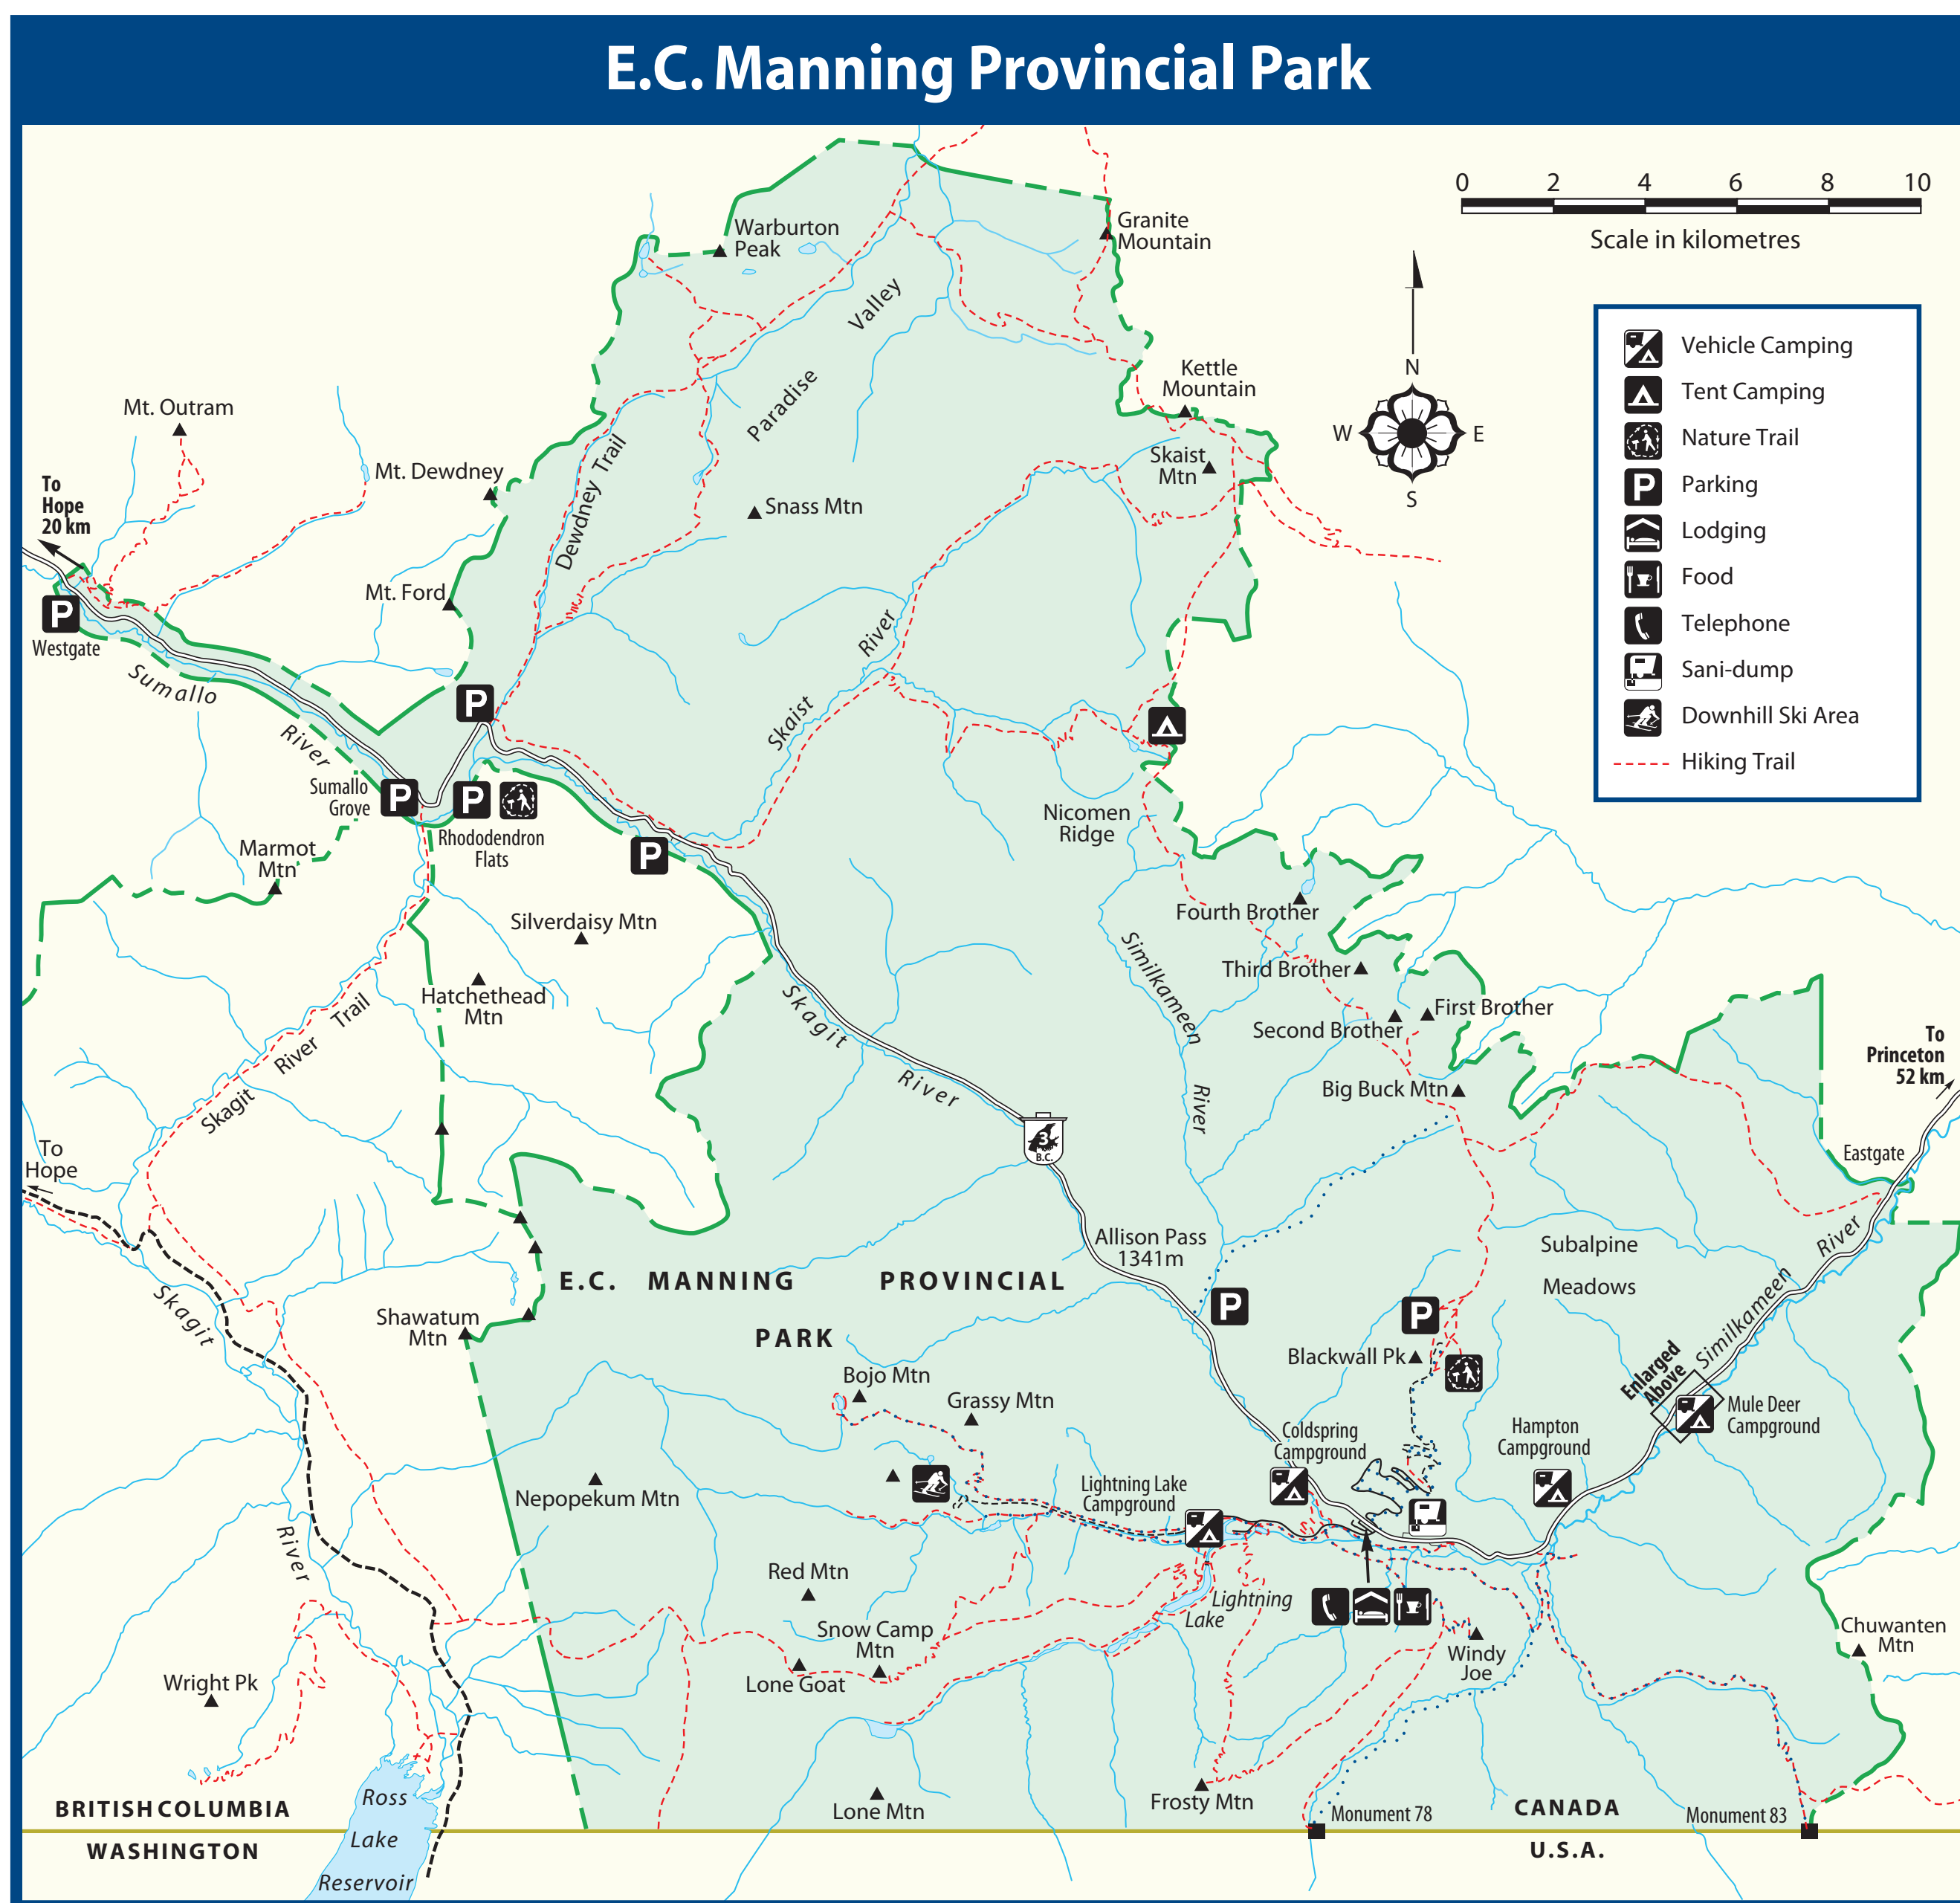 E.C. Manning Provincial Park
0 2 4 6 8 10
Scale in kilometres
N
W E
S
Vehicle Camping
Tent Camping
Nature Trail
P Parking
Lodging
Food
Telephone
Sani-dump
Downhill Ski Area
Hiking Trail
Warburton
Peak
Granite
Mountain
Valley
Paradise
Kettle
Mountain
Skaist
Mtn
Mt. Outram
Mt. Dewdney
To
Hope
20 km
Dewdney Trail
Snass Mtn
Mt. Ford
P
Westgate
Sumallo
River
P
Skaist
River
Sumallo
Grove
P
P
Rhododendron
Flats
P
Nicomen
Ridge
Marmot
Mtn
Silverdaisy Mtn
Hatchethead
Mtn
Fourth Brother
Third Brother
First Brother
Second Brother
Big Buck Mtn
Similkameen
River
Skagit
River
Skagit
River
Trail
To
Princeton
52 km
Eastgate
To
Hope
3
B.C.
Allison Pass
1341m
Subalpine
Meadows
River
Similkameen
E.C. MANNING PROVINCIAL
PARK
P
P
Shawatum
Mtn
Skagit
River
Blackwall Pk
Enlarged
Above
Mule Deer
Campground
Bojo Mtn
Grassy Mtn
Coldspring
Campground
Hampton
Campground
Nepopekum Mtn
Lightning Lake
Campground
Red Mtn
Lightning
Lake
Snow Camp
Mtn
Lone Goat
Windy
Joe
Chuwanten
Mtn
Wright Pk
Lone Mtn
Frosty Mtn
Monument 78
Monument 83
BRITISH COLUMBIA
WASHINGTON
CANADA
U.S.A.
Ross
Lake
Reservoir